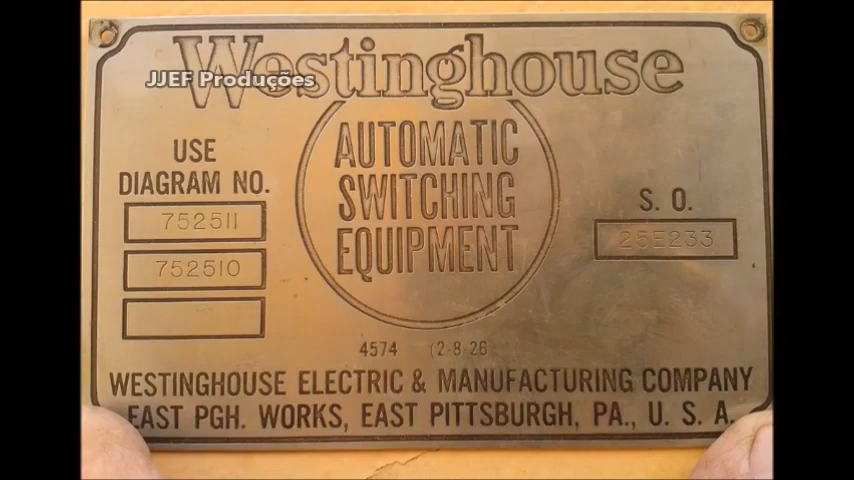 Westinghouse
JJEF Produções
AUTOMATIC
SWITCHING
EQUIPMENT
USE
DIAGRAM NO.
752511
752510
S. O.
25E233
4574 (2-8-26
WESTINGHOUSE ELECTRIC & MANUFACTURING COMPANY
EAST PGH. WORKS, EAST PITTSBURGH, PA., U. S. A.